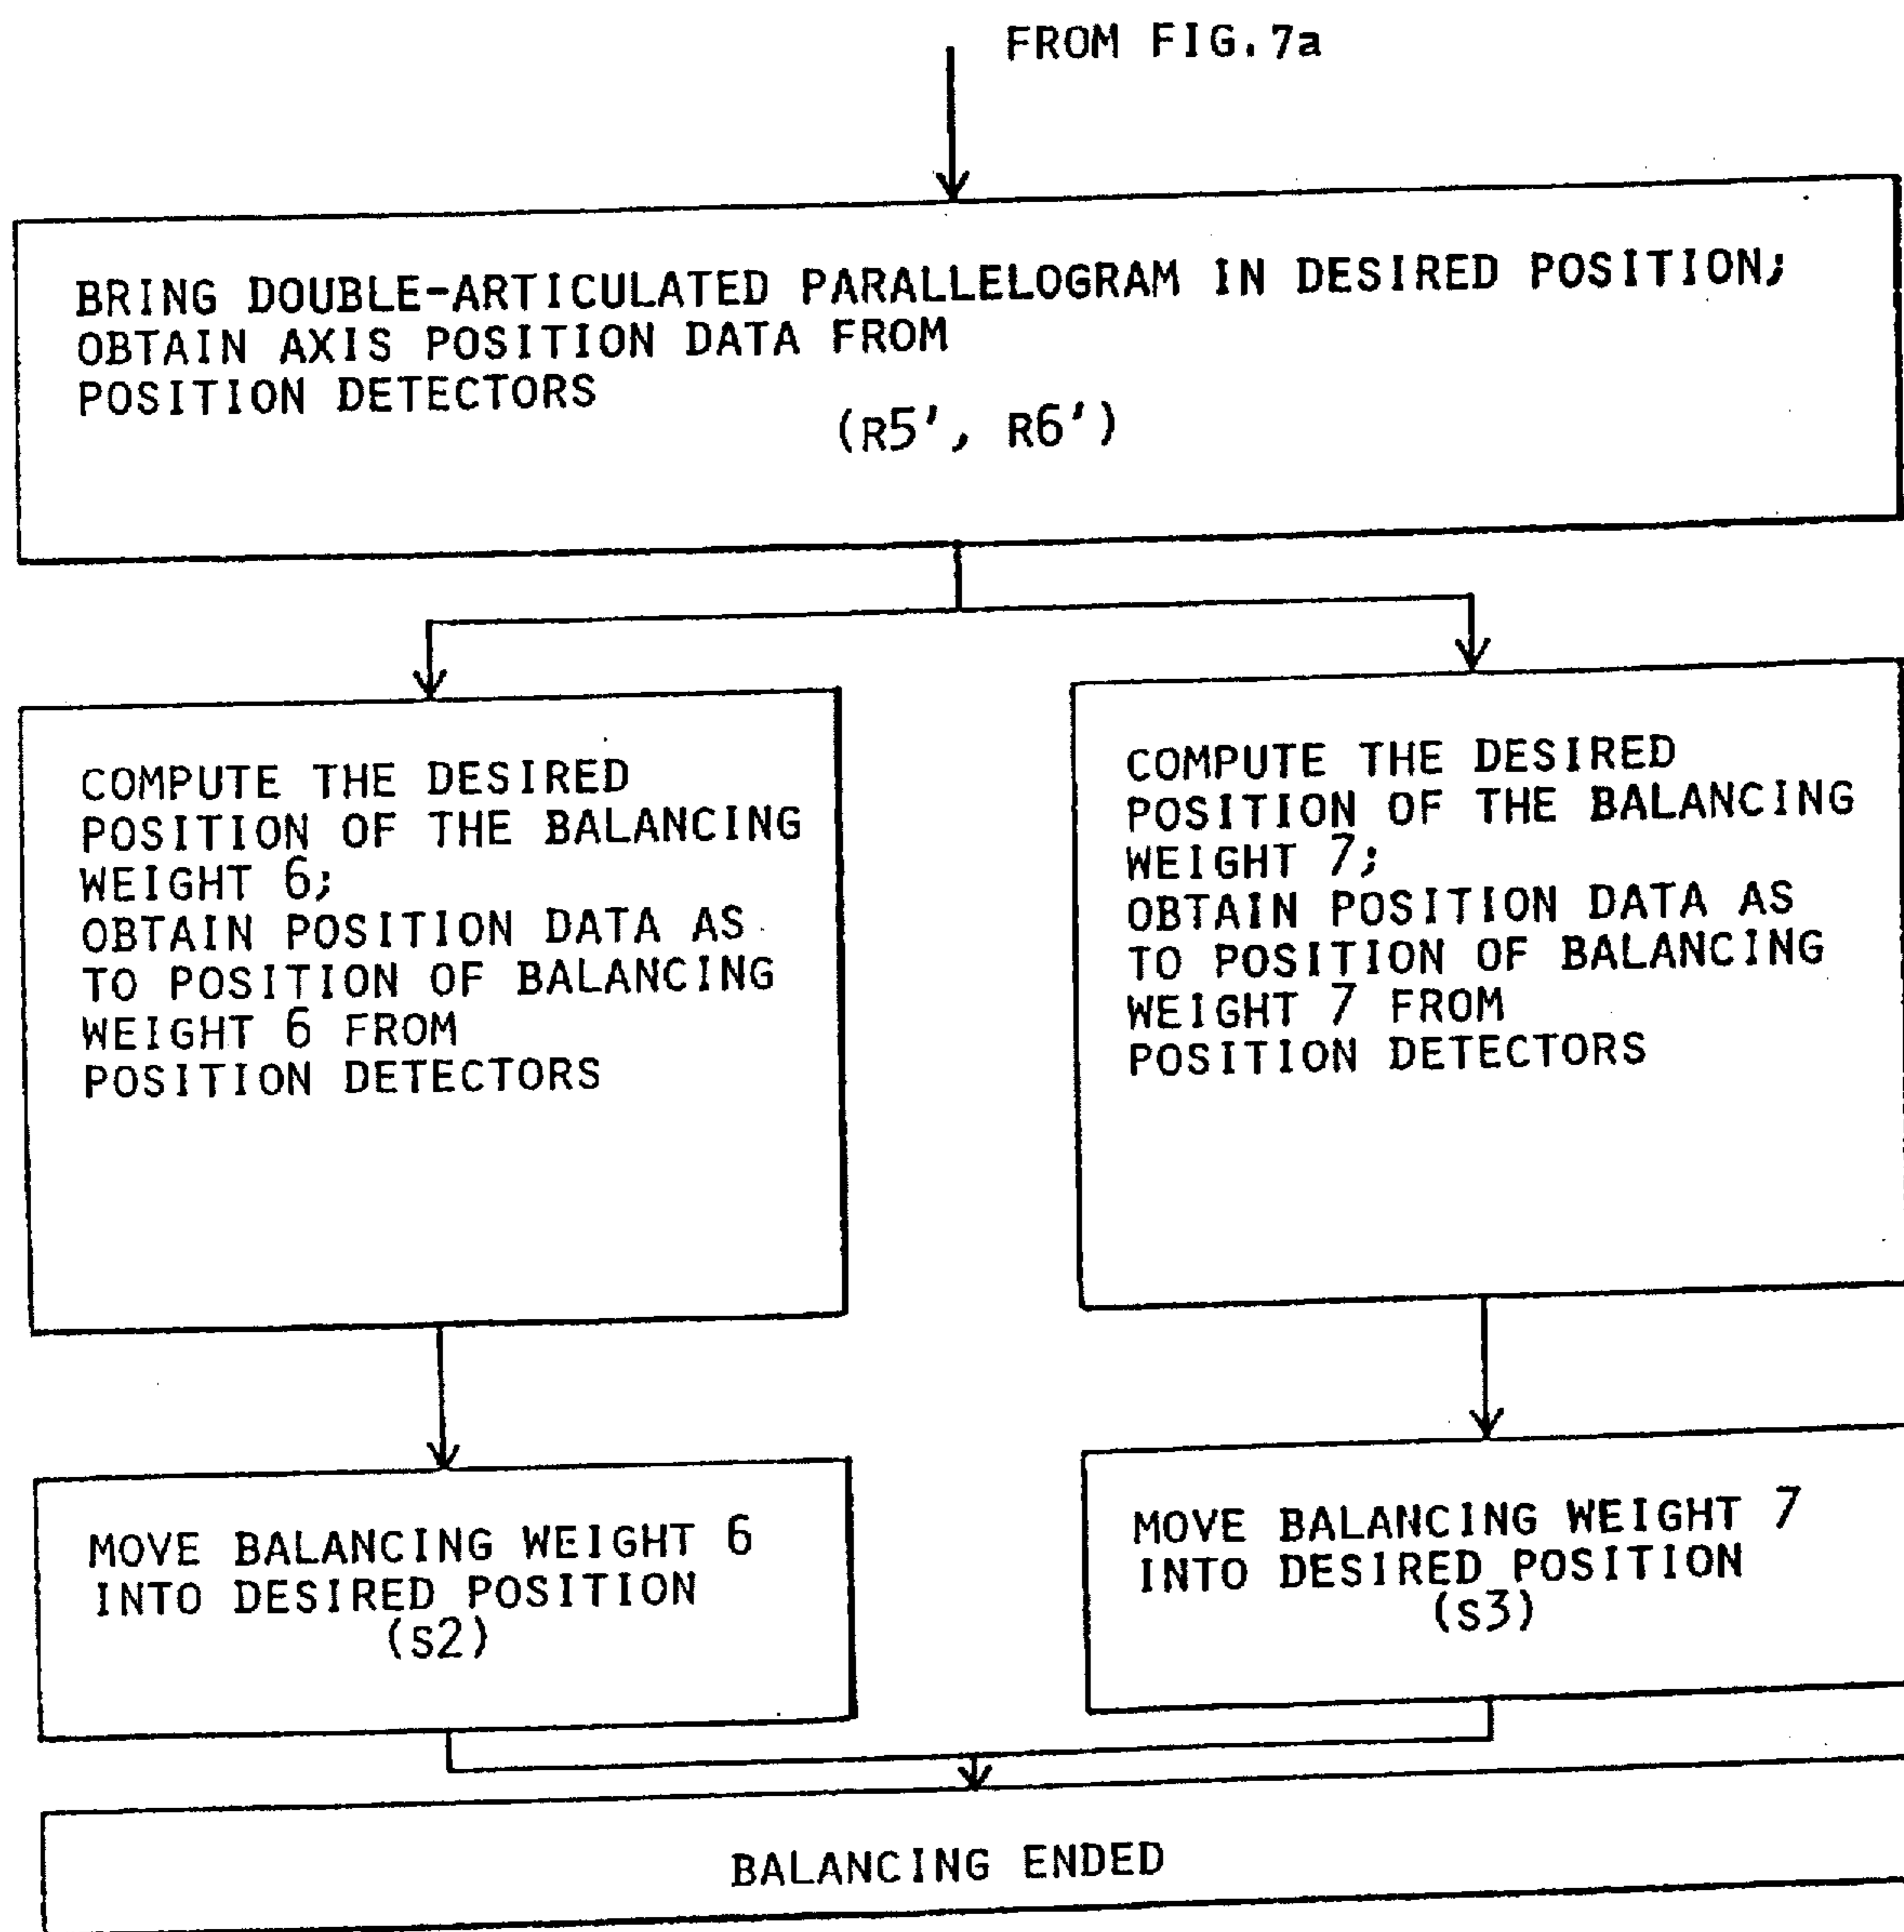 FROM FIG.7a
BRING DOUBLE-ARTICULATED PARALLELOGRAM IN DESIRED POSITION;
OBTAIN AXIS POSITION DATA FROM
POSITION DETECTORS
(R5', R6')
COMPUTE THE DESIRED
POSITION OF THE BALANCING
WEIGHT 6;
OBTAIN POSITION DATA AS
TO POSITION OF BALANCING
WEIGHT 6 FROM
POSITION DETECTORS
COMPUTE THE DESIRED
POSITION OF THE BALANCING
WEIGHT 7;
OBTAIN POSITION DATA AS
TO POSITION OF BALANCING
WEIGHT 7 FROM
POSITION DETECTORS
MOVE BALANCING WEIGHT 6
INTO DESIRED POSITION
(S2)
MOVE BALANCING WEIGHT 7
INTO DESIRED POSITION
(S3)
BALANCING ENDED